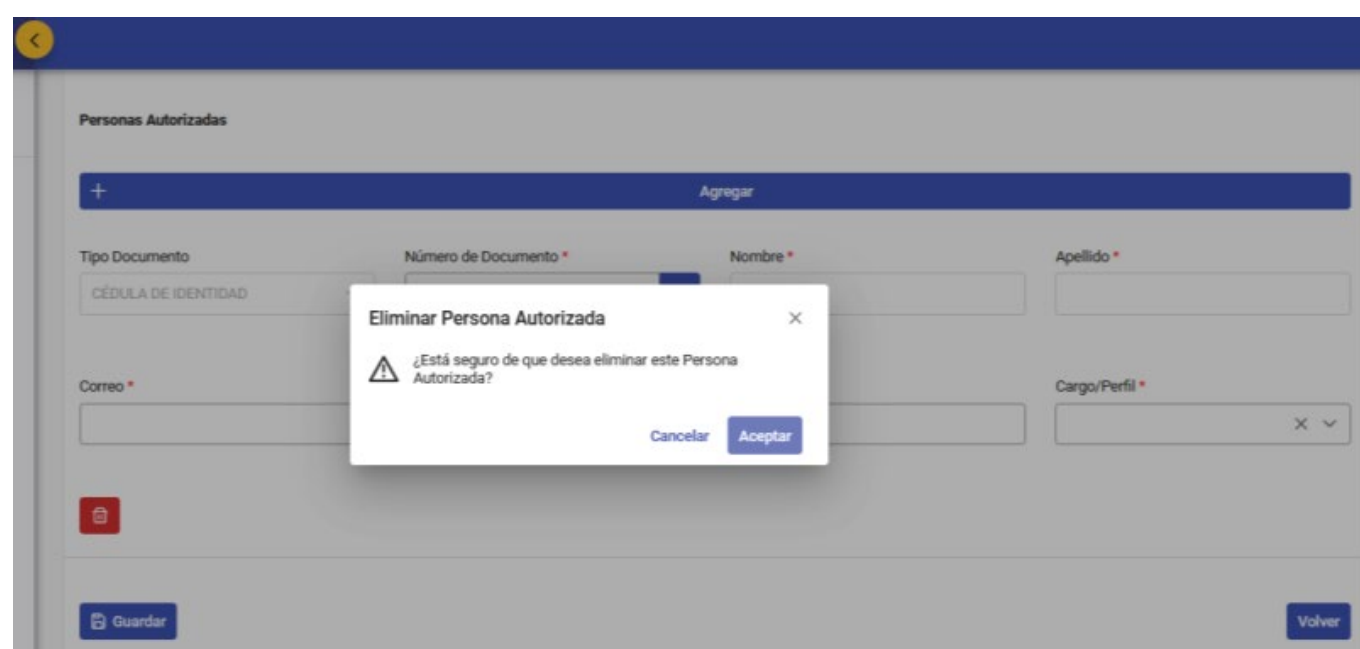 Personas Autorizadas
Agregar
Tipo Documento
Número de Documento *
Nombre *
Apellido *
CÉDULA DE IDENTIDAD
Eliminar Persona Autorizada
¿Está seguro de que desea eliminar este Persona
Autorizada?
Correo *
Cargo/Perfil *
Cancelar
Aceptar
Guardar
Volver